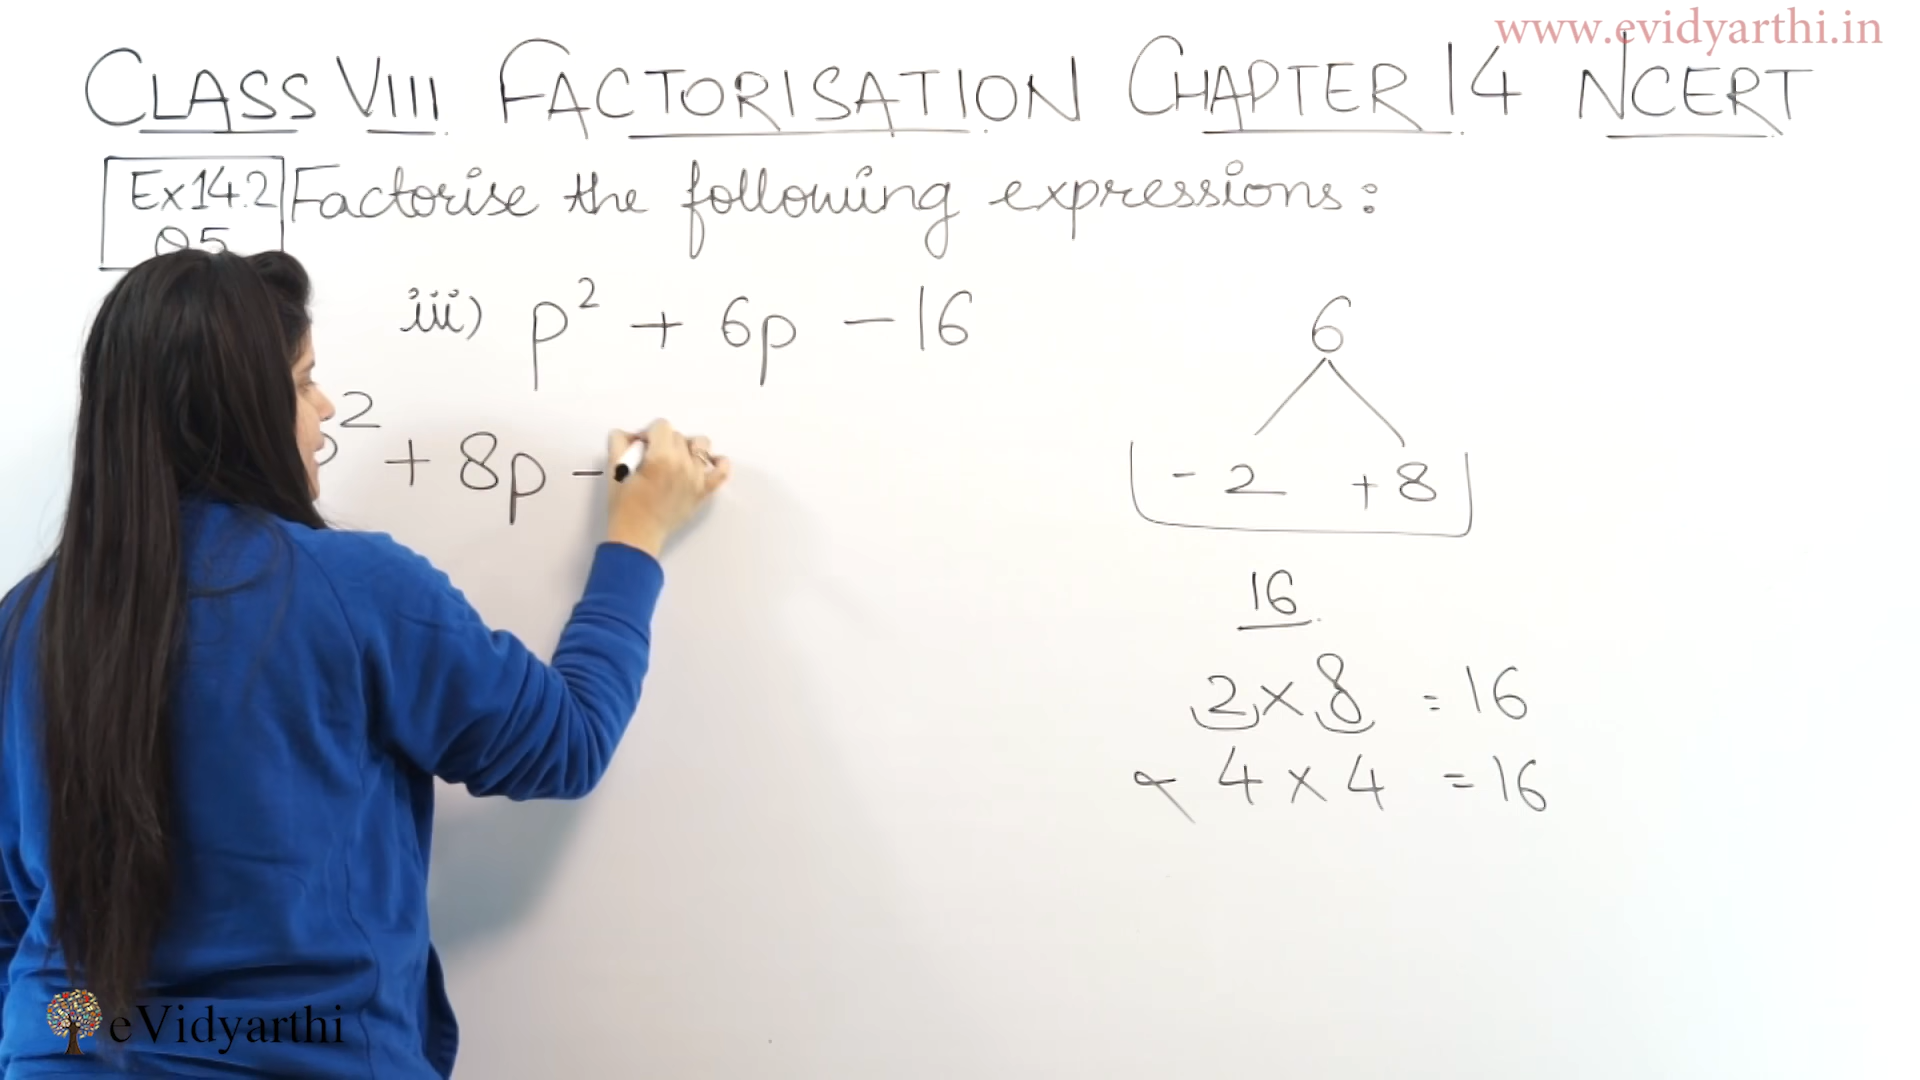 www.evidyarthi.in
CLASS VIII FACTORISATION CHAPTER 14 NCERT
Ex 14.2 Factorise the following expressions:
Q5
iii) p² + 6p - 16
6
² + 8p -
- 2 + 8
16
2 × 8 = 16
4 × 4 = 16
eVidyarthi